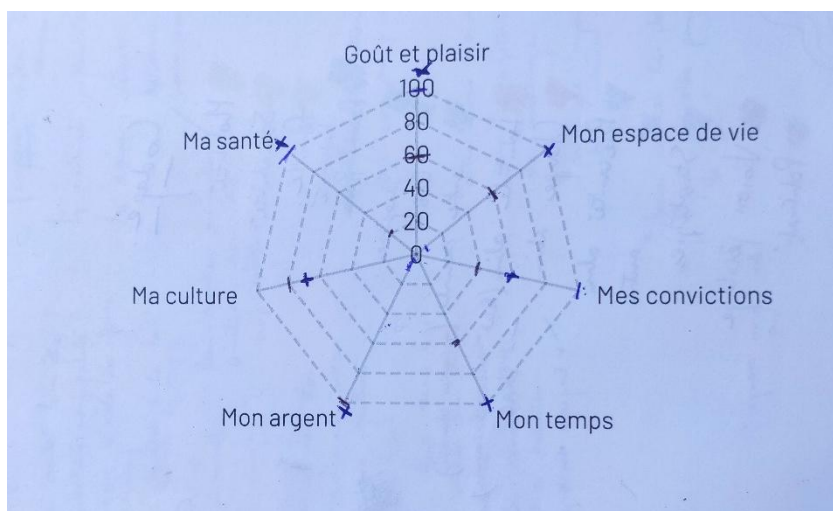 Goût et plaisir
100
80
60
40
20
0
Mon espace de vie
Mes convictions
Mon temps
Mon argent
Ma culture
Ma santé